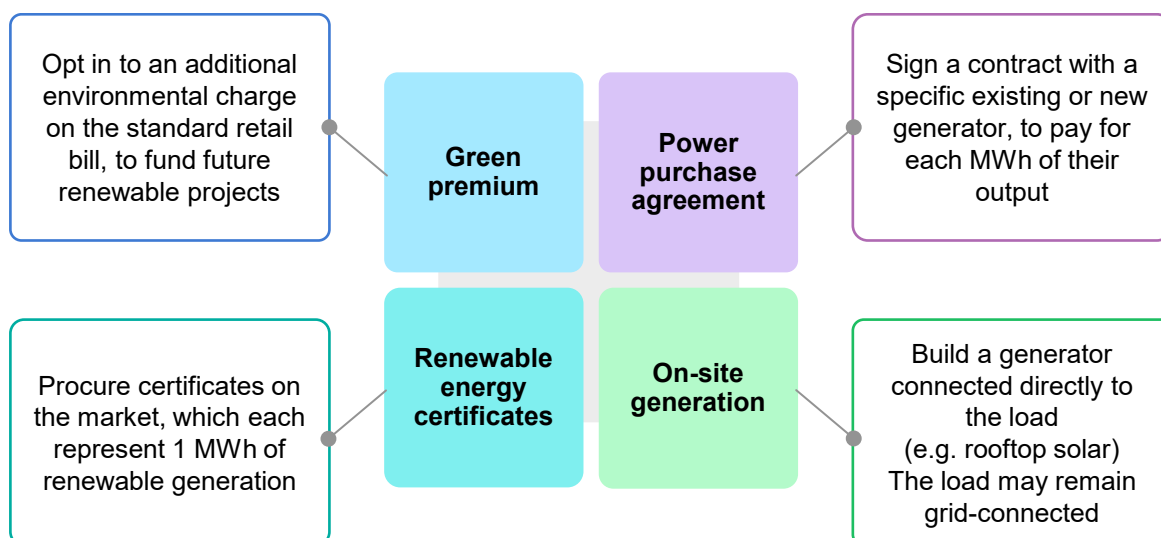 Opt in to an additional
environmental charge
on the standard retail
bill, to fund future
renewable projects
Green
premium
Power
purchase
agreement
Sign a contract with a
specific existing or new
generator, to pay for
each MWh of their
output
Procure certificates on
the market, which each
represent 1 MWh of
renewable generation
Renewable
energy
certificates
On-site
generation
Build a generator
connected directly to
the load
(e.g. rooftop solar)
The load may remain
grid-connected